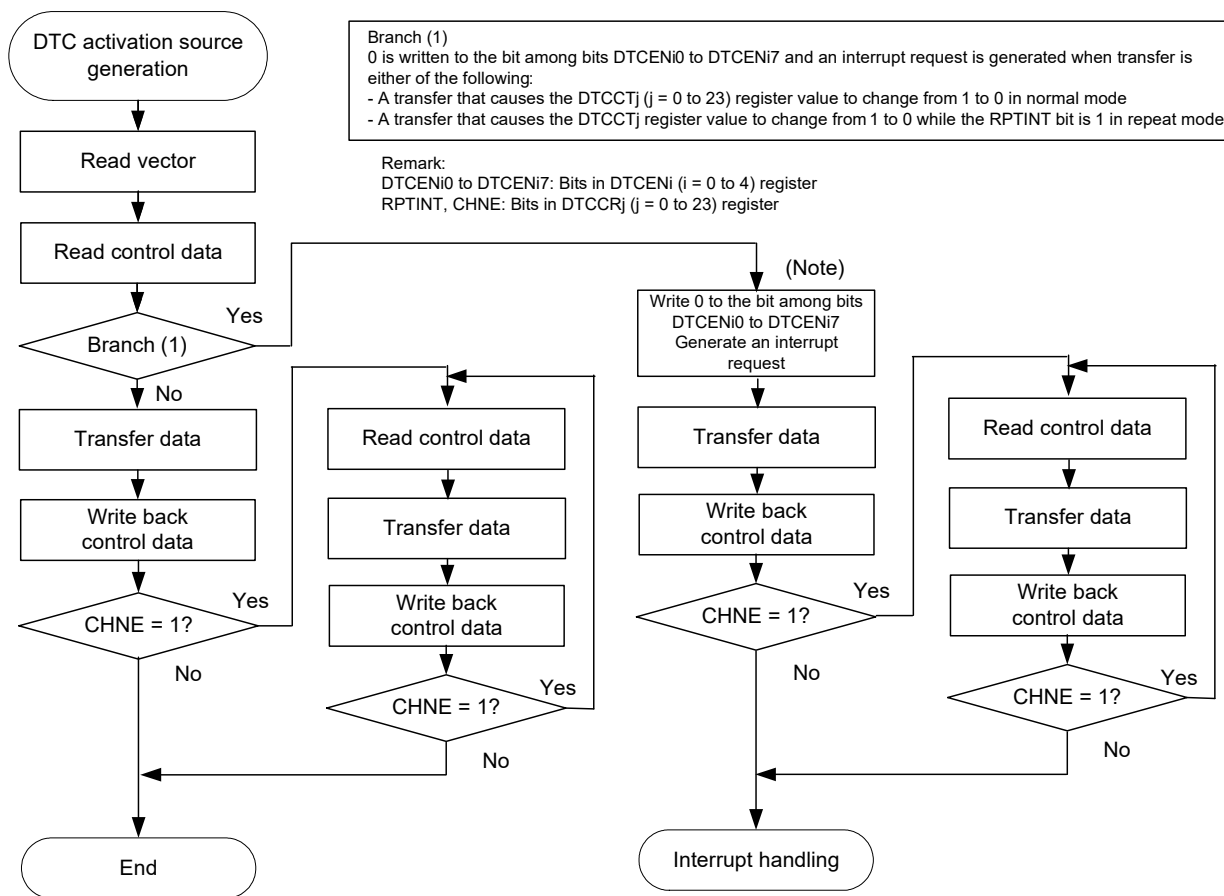 DTC activation source
generation
Branch (1)
0 is written to the bit among bits DTCENi0 to DTCENi7 and an interrupt request is generated when transfer is
either of the following:
- A transfer that causes the DTCCTj (j = 0 to 23) register value to change from 1 to 0 in normal mode
- A transfer that causes the DTCCTj register value to change from 1 to 0 while the RPTINT bit is 1 in repeat mode
Remark:
DTCENi0 to DTCENi7: Bits in DTCENi (i = 0 to 4) register
RPTINT, CHNE: Bits in DTCCRj (j = 0 to 23) register
Read vector
Read control data
Branch (1)
Yes
No
Transfer data
Write back
control data
CHNE = 1?
Yes
No
Read control data
Transfer data
Write back
control data
CHNE = 1?
Yes
No
End
(Note)
Write 0 to the bit among bits
DTCENi0 to DTCENi7
Generate an interrupt
request
Transfer data
Write back
control data
CHNE = 1?
Yes
No
Read control data
Transfer data
Write back
control data
CHNE = 1?
Yes
No
Interrupt handling